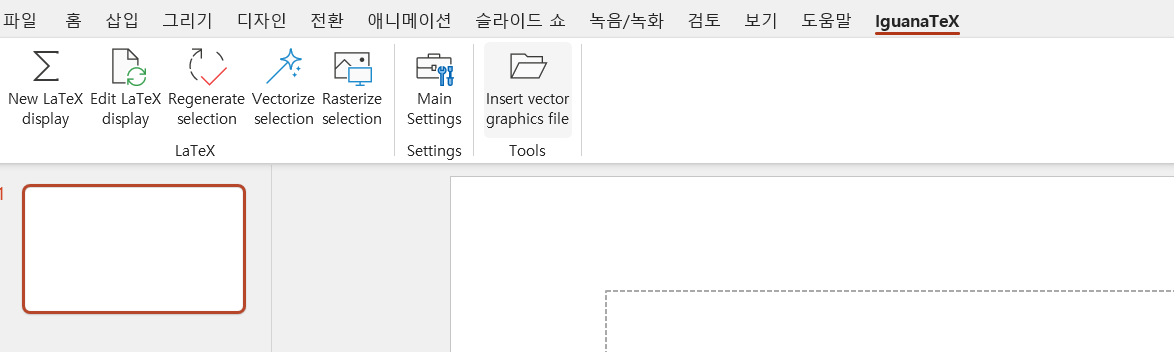 파일 홈 삽입 그리기 디자인 전환 애니메이션 슬라이드 쇼 녹음/녹화 검토 보기 도움말 IguanaTeX
New LaTeX display
Edit LaTeX display
Regenerate selection
Vectorize selection
Rasterize selection
Main Settings
Insert vector graphics file
LaTeX Settings Tools
1